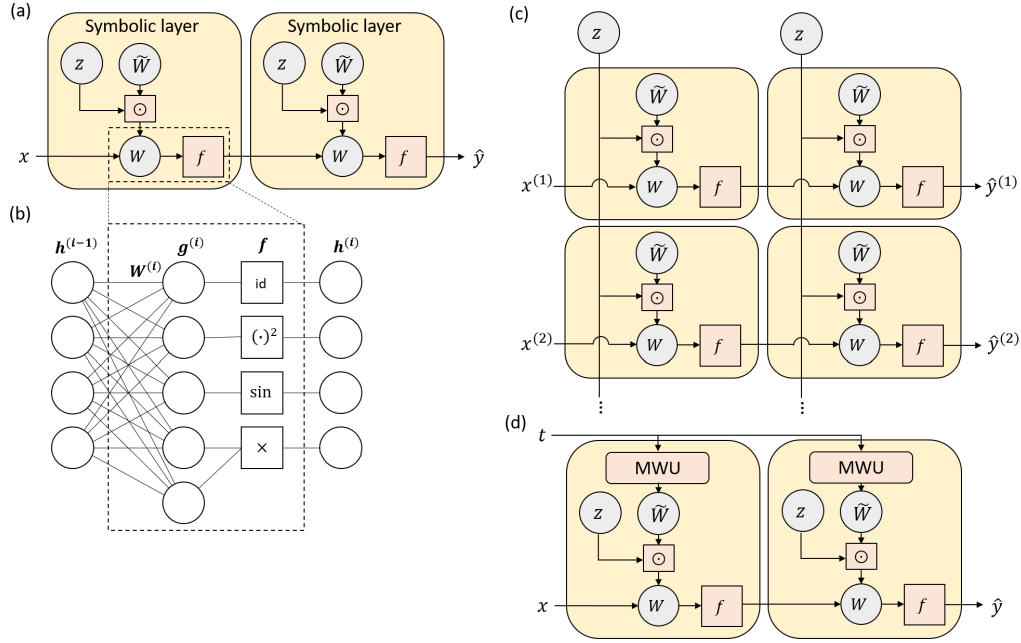 (a)
Symbolic layer Symbolic layer
z W̃ z W̃
⊙ ⊙
x W f W f ŷ
(b)
h^(i−1) g^(i) f h^(i)
W^(i)
id
(·)²
sin
×
(c)
z z
W̃ W̃
⊙ ⊙
x^(1) W f W f ŷ^(1)
W̃ W̃
⊙ ⊙
x^(2) W f W f ŷ^(2)
⋮ ⋮
(d)
t
MWU MWU
z W̃ z W̃
⊙ ⊙
x W f W f ŷ